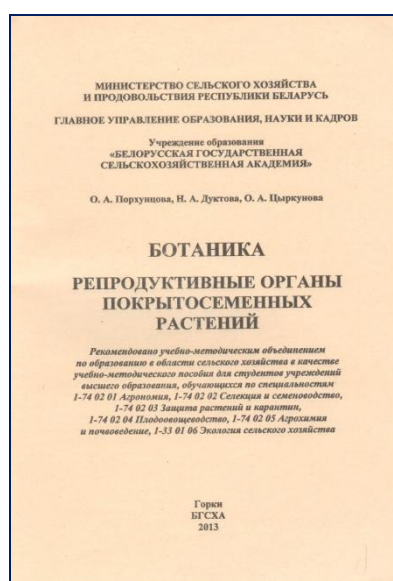 МИНИСТЕРСТВО СЕЛЬСКОГО ХОЗЯЙСТВА
И ПРОДОВОЛЬСТВИЯ РЕСПУБЛИКИ БЕЛАРУСЬ
ГЛАВНОЕ УПРАВЛЕНИЕ ОБРАЗОВАНИЯ, НАУКИ И КАДРОВ
Учреждение образования
«БЕЛОРУССКАЯ ГОСУДАРСТВЕННАЯ
СЕЛЬСКОХОЗЯЙСТВЕННАЯ АКАДЕМИЯ»
О. А. Порхунцова, Н. А. Дуктова, О. А. Цыркунова
БОТАНИКА
РЕПРОДУКТИВНЫЕ ОРГАНЫ
ПОКРЫТОСЕМЕННЫХ
РАСТЕНИЙ
Рекомендовано учебно-методическим объединением
по образованию в области сельского хозяйства в качестве
учебно-методического пособия для студентов учреждений
высшего образования, обучающихся по специальностям
1-74 02 01 Агрономия, 1-74 02 02 Селекция и семеноводство,
1-74 02 03 Защита растений и карантин,
1-74 02 04 Плодоовощеводство, 1-74 02 05 Агрохимия
и почвоведение, 1-33 01 06 Экология сельского хозяйства
Горки
БГСХА
2013